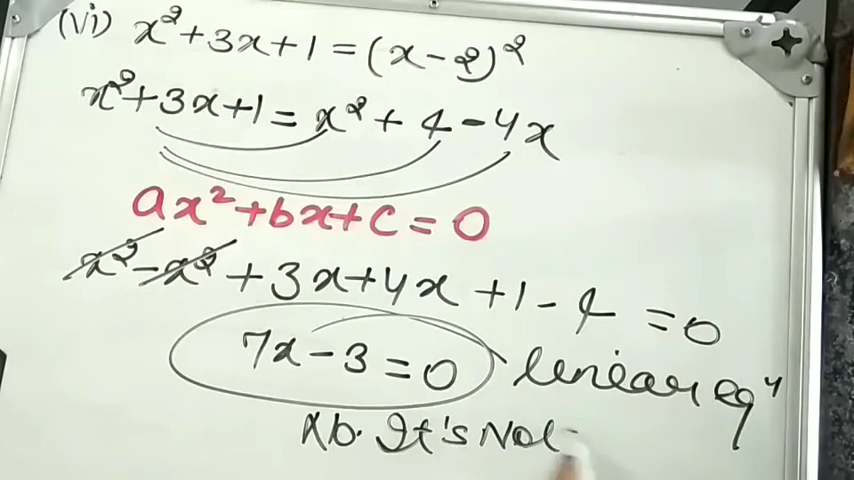 (vi) x² + 3x + 1 = (x - 2)²
x² + 3x + 1 = x² + 4 - 4x
ax² + bx + c = 0
x² - x² + 3x + 4x + 1 - 4 = 0
7x - 3 = 0 linear eqⁿ
No. It's Not